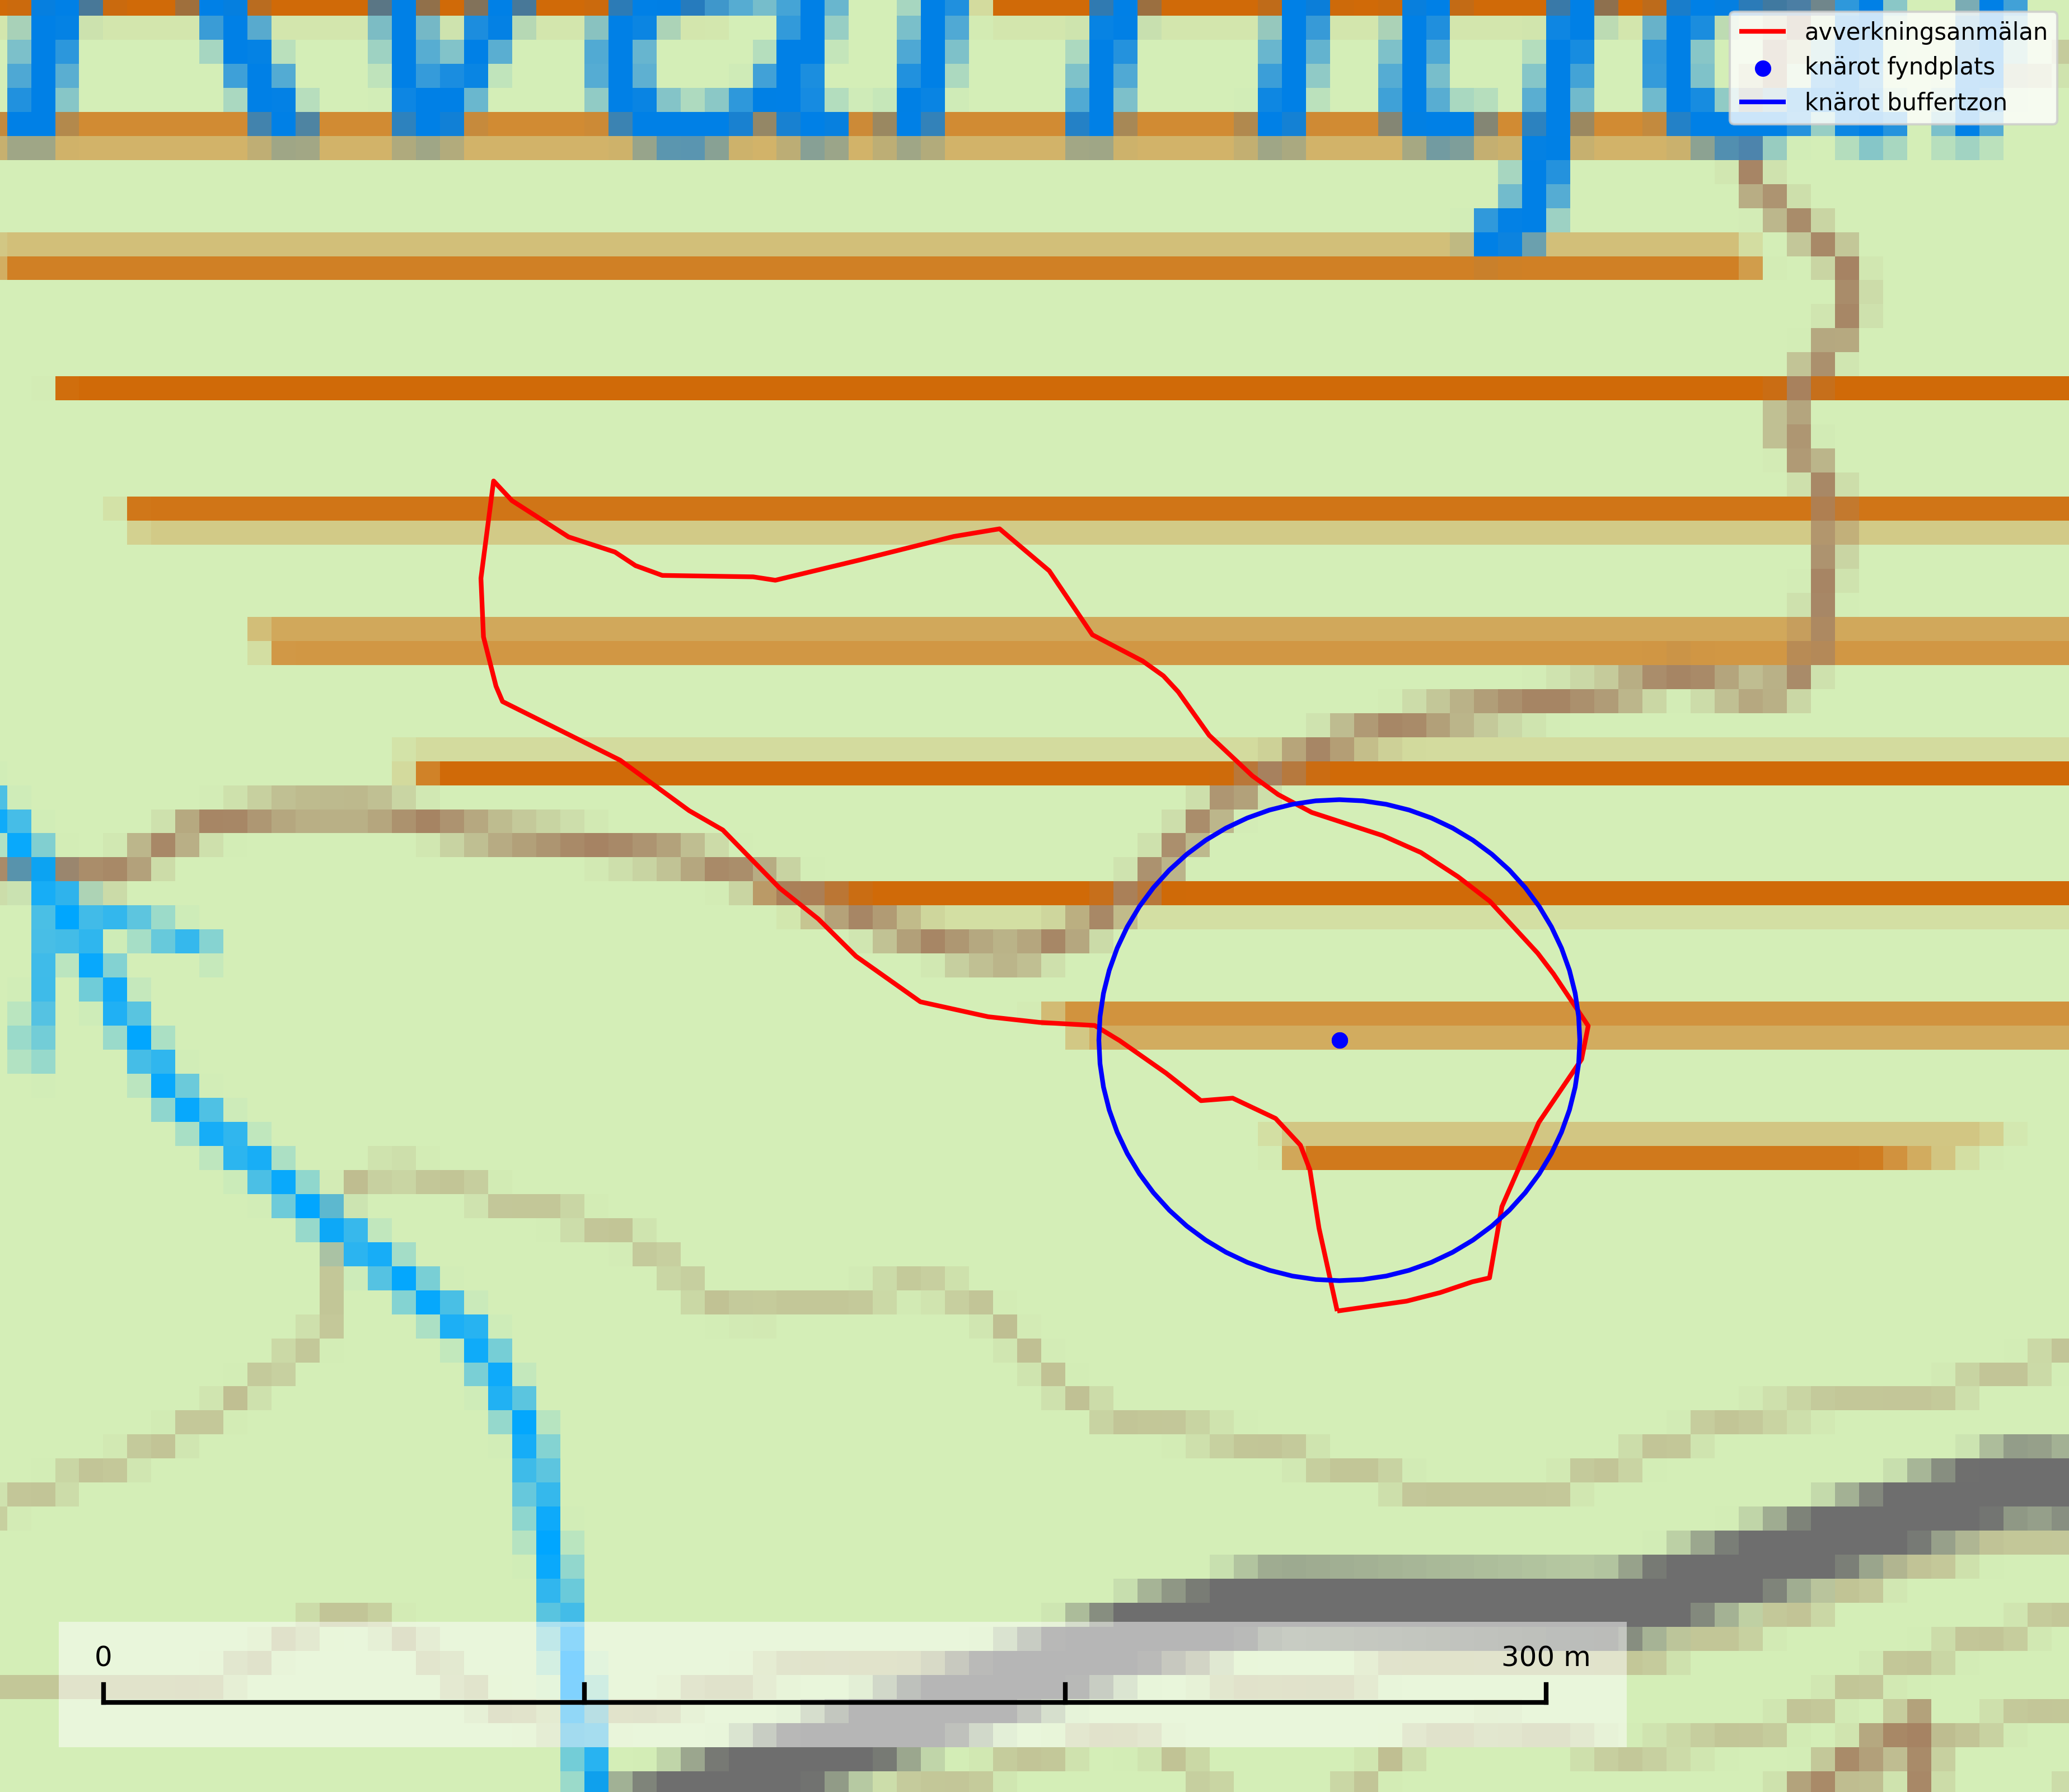 avverkningsanmälan
knärot fyndplats
knärot buffertzon
0
300 m